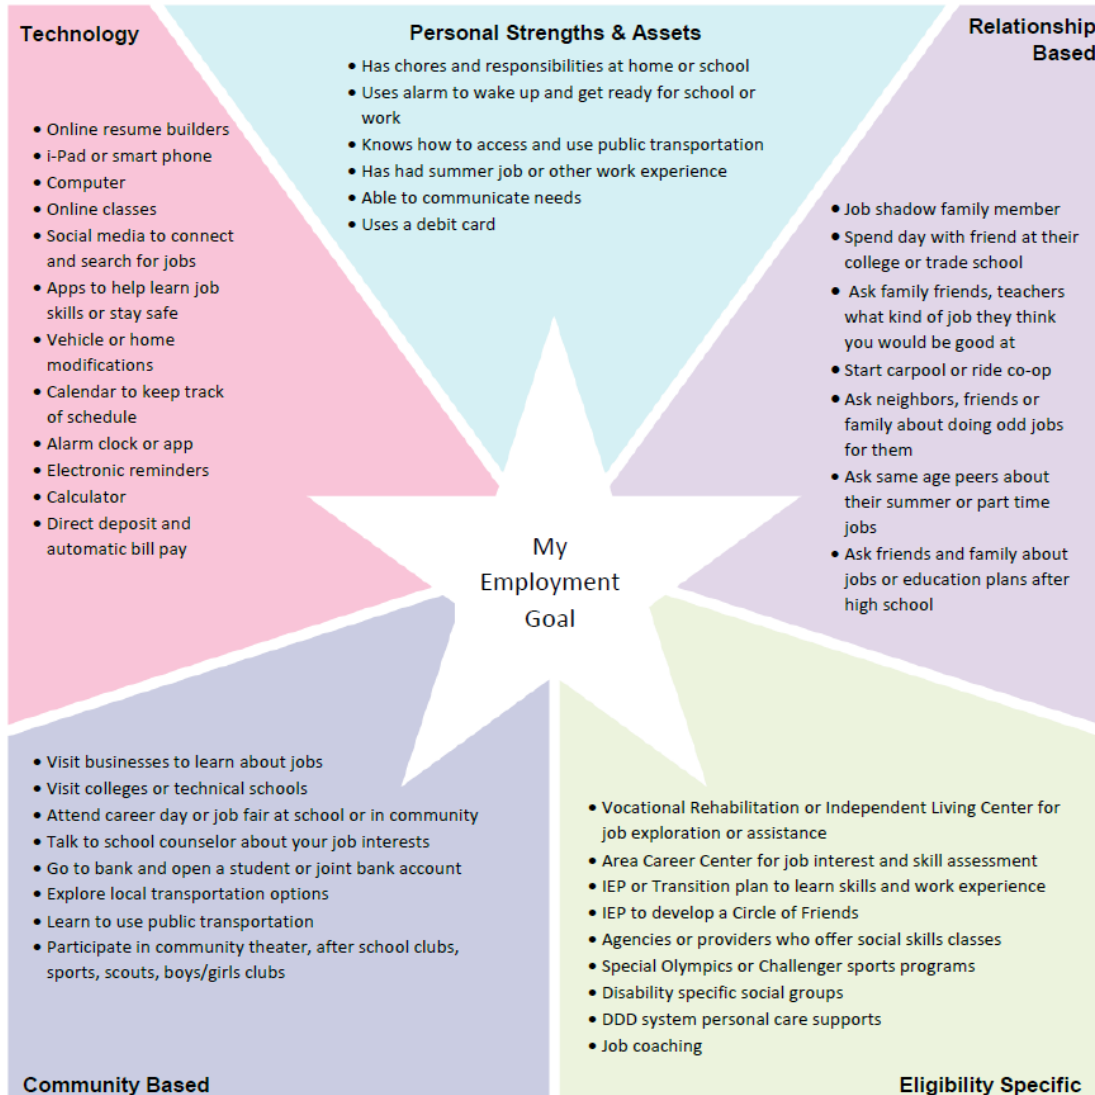 Technology
• Online resume builders
• i-Pad or smart phone
• Computer
• Online classes
• Social media to connect
and search for jobs
• Apps to help learn job
skills or stay safe
• Vehicle or home
modifications
• Calendar to keep track
of schedule
• Alarm clock or app
• Electronic reminders
• Calculator
• Direct deposit and
automatic bill pay
Personal Strengths & Assets
• Has chores and responsibilities at home or school
• Uses alarm to wake up and get ready for school or
work
• Knows how to access and use public transportation
• Has had summer job or other work experience
• Able to communicate needs
• Uses a debit card
Relationship
Based
• Job shadow family member
• Spend day with friend at their
college or trade school
• Ask family friends, teachers
what kind of job they think
you would be good at
• Start carpool or ride co-op
• Ask neighbors, friends or
family about doing odd jobs
for them
• Ask same age peers about
their summer or part time
jobs
• Ask friends and family about
jobs or education plans after
high school
My
Employment
Goal
• Visit businesses to learn about jobs
• Visit colleges or technical schools
• Attend career day or job fair at school or in community
• Talk to school counselor about your job interests
• Go to bank and open a student or joint bank account
• Explore local transportation options
• Learn to use public transportation
• Participate in community theater, after school clubs,
sports, scouts, boys/girls clubs
Community Based
• Vocational Rehabilitation or Independent Living Center for
job exploration or assistance
• Area Career Center for job interest and skill assessment
• IEP or Transition plan to learn skills and work experience
• IEP to develop a Circle of Friends
• Agencies or providers who offer social skills classes
• Special Olympics or Challenger sports programs
• Disability specific social groups
• DDD system personal care supports
• Job coaching
Eligibility Specific